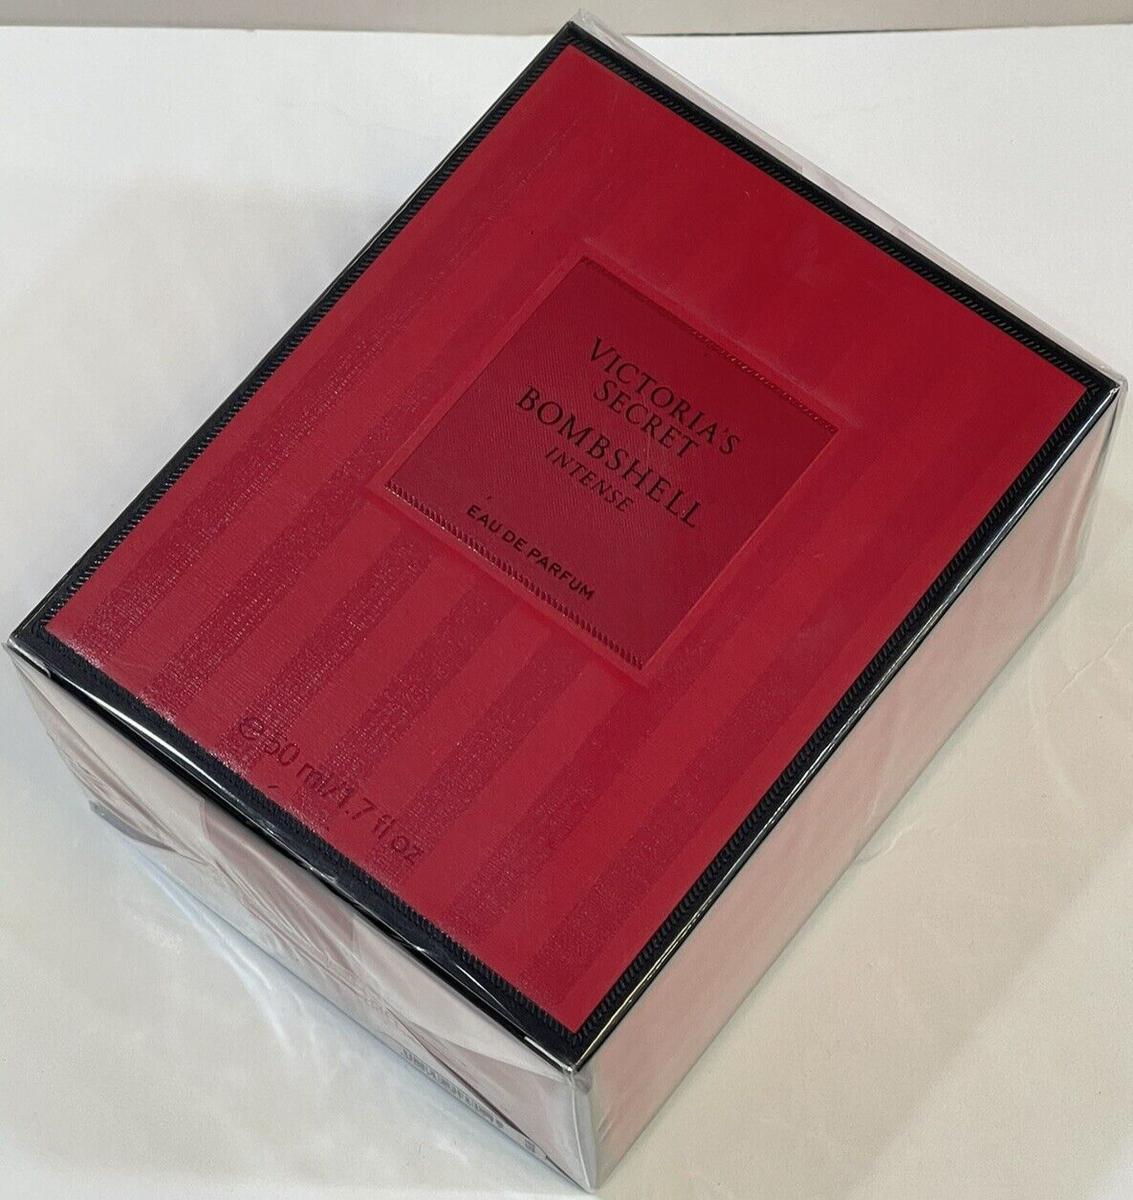 VICTORIA'S
SECRET
BOMBSHELL
INTENSE
EAU DE PARFUM
℮50 ml/1.7 fl oz